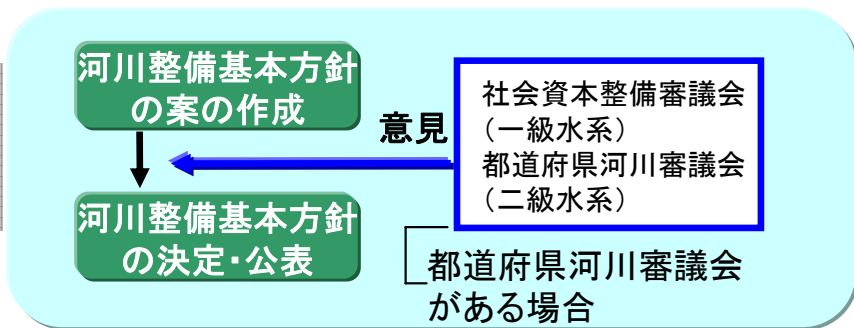 河川整備基本方針
の案の作成
意見
社会資本整備審議会
（一級水系）
都道府県河川審議会
（二級水系）
河川整備基本方針
の決定・公表
都道府県河川審議会
がある場合